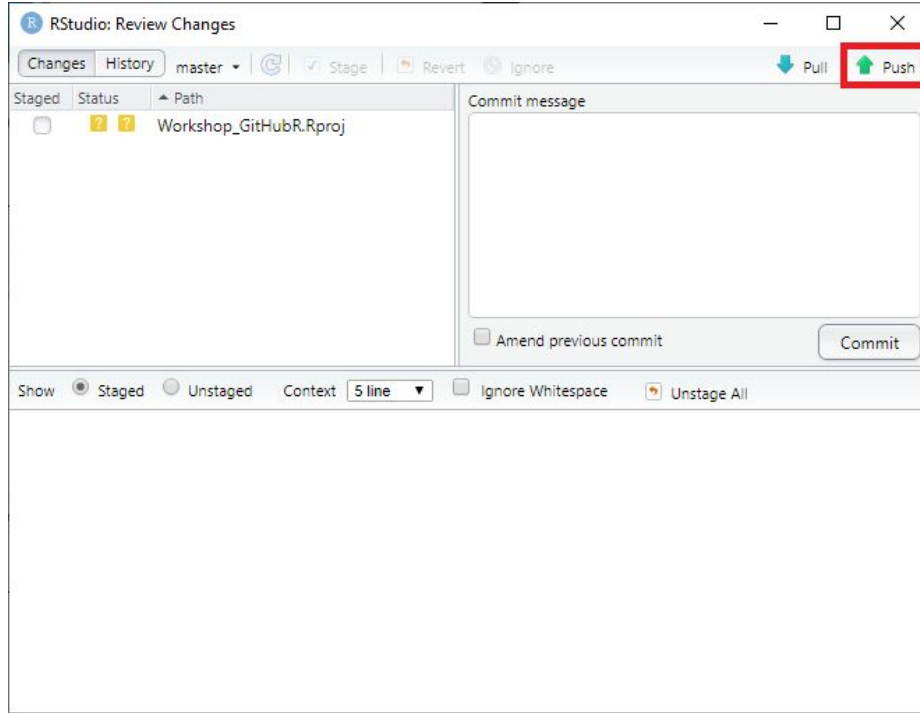 R RStudio: Review Changes
Changes History master Stage Revert Ignore Pull Push
Staged Status Path Commit message
? ? Workshop_GitHubR.Rproj
Amend previous commit Commit
Show Staged Unstaged Context 5 line Ignore Whitespace Unstage All